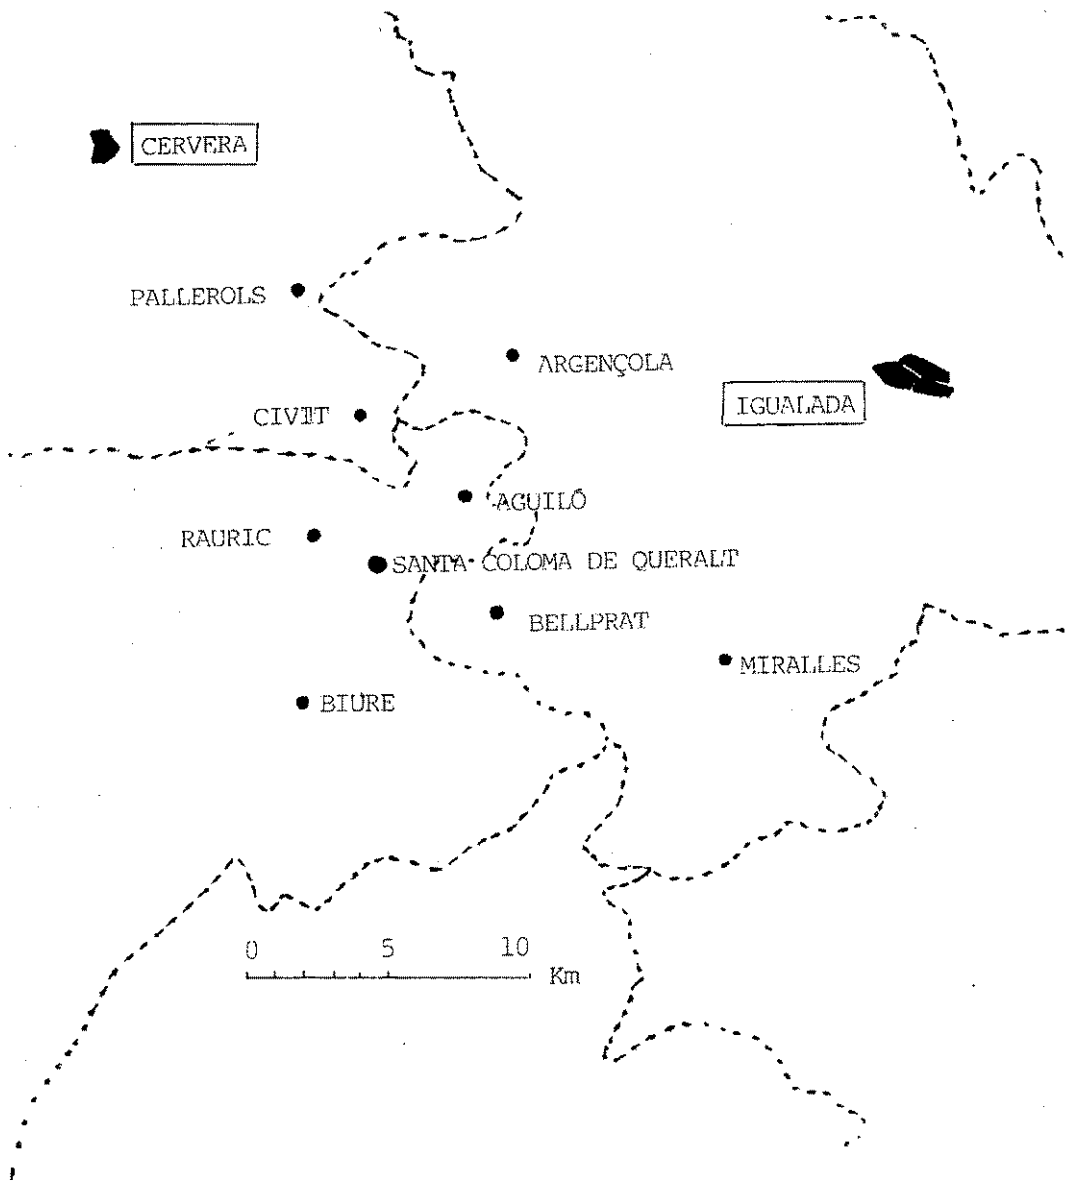 CERVERA
PALLEROLS
ARGENÇOLA
IGUALADA
CIVIT
AGUILÓ
RAURIC
SANTA COLOMA DE QUERALT
BELLPRAT
MIRALLES
BIURE
0 5 10
Km